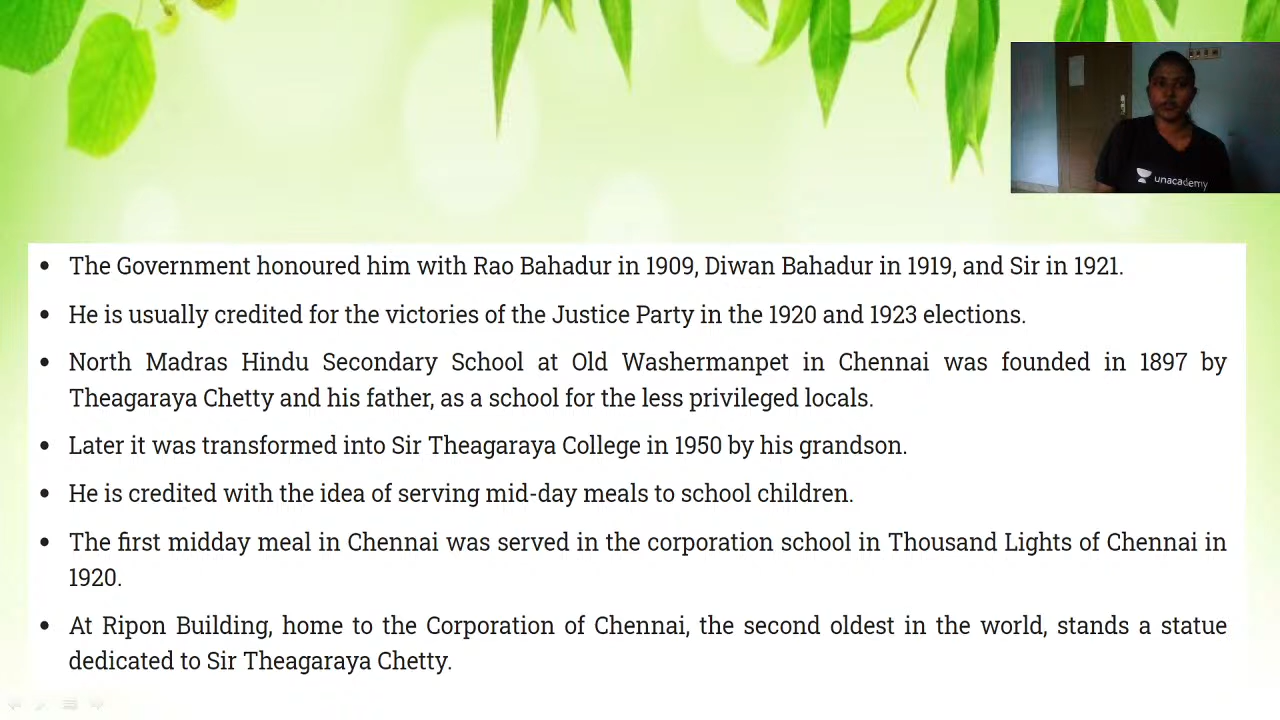 unacademy
• The Government honoured him with Rao Bahadur in 1909, Diwan Bahadur in 1919, and Sir in 1921.
• He is usually credited for the victories of the Justice Party in the 1920 and 1923 elections.
• North Madras Hindu Secondary School at Old Washermanpet in Chennai was founded in 1897 by
Theagaraya Chetty and his father, as a school for the less privileged locals.
• Later it was transformed into Sir Theagaraya College in 1950 by his grandson.
• He is credited with the idea of serving mid-day meals to school children.
• The first midday meal in Chennai was served in the corporation school in Thousand Lights of Chennai in
1920.
• At Ripon Building, home to the Corporation of Chennai, the second oldest in the world, stands a statue
dedicated to Sir Theagaraya Chetty.